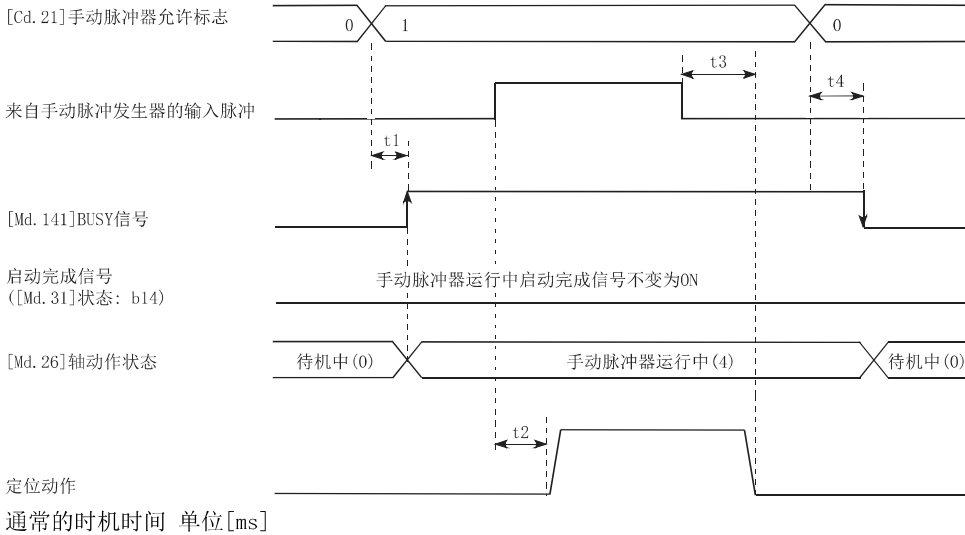 [Cd.21]手动脉冲器允许标志
0
1
0
t3
t4
来自手动脉冲发生器的输入脉冲
t1
[Md.141]BUSY信号
启动完成信号
([Md.31]状态: b14)
手动脉冲器运行中启动完成信号不变为ON
[Md.26]轴动作状态
待机中(0)
手动脉冲器运行中(4)
待机中(0)
t2
定位动作
通常的时机时间 单位[ms]